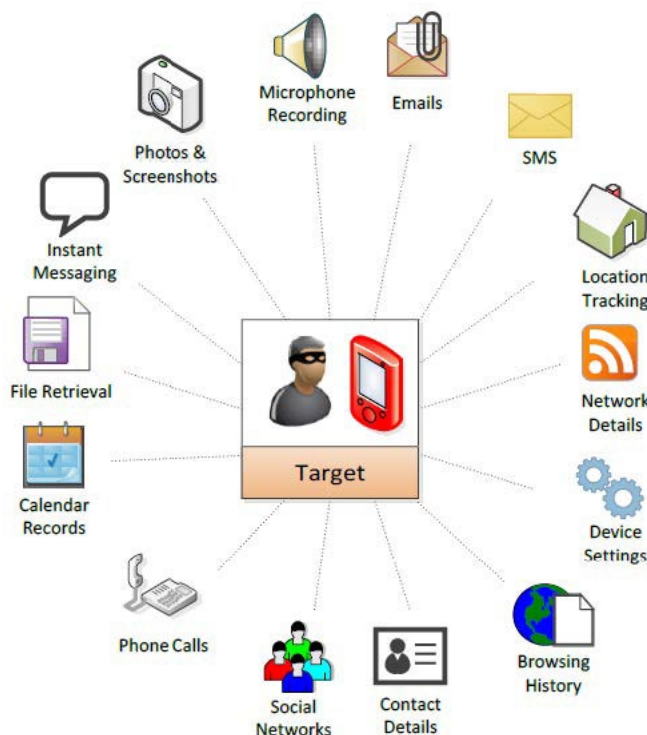 Microphone
Recording
Emails
SMS
Photos &
Screenshots
Instant
Messaging
Location
Tracking
File Retrieval
Network
Details
Target
Calendar
Records
Device
Settings
Phone Calls
Browsing
History
Social
Networks
Contact
Details